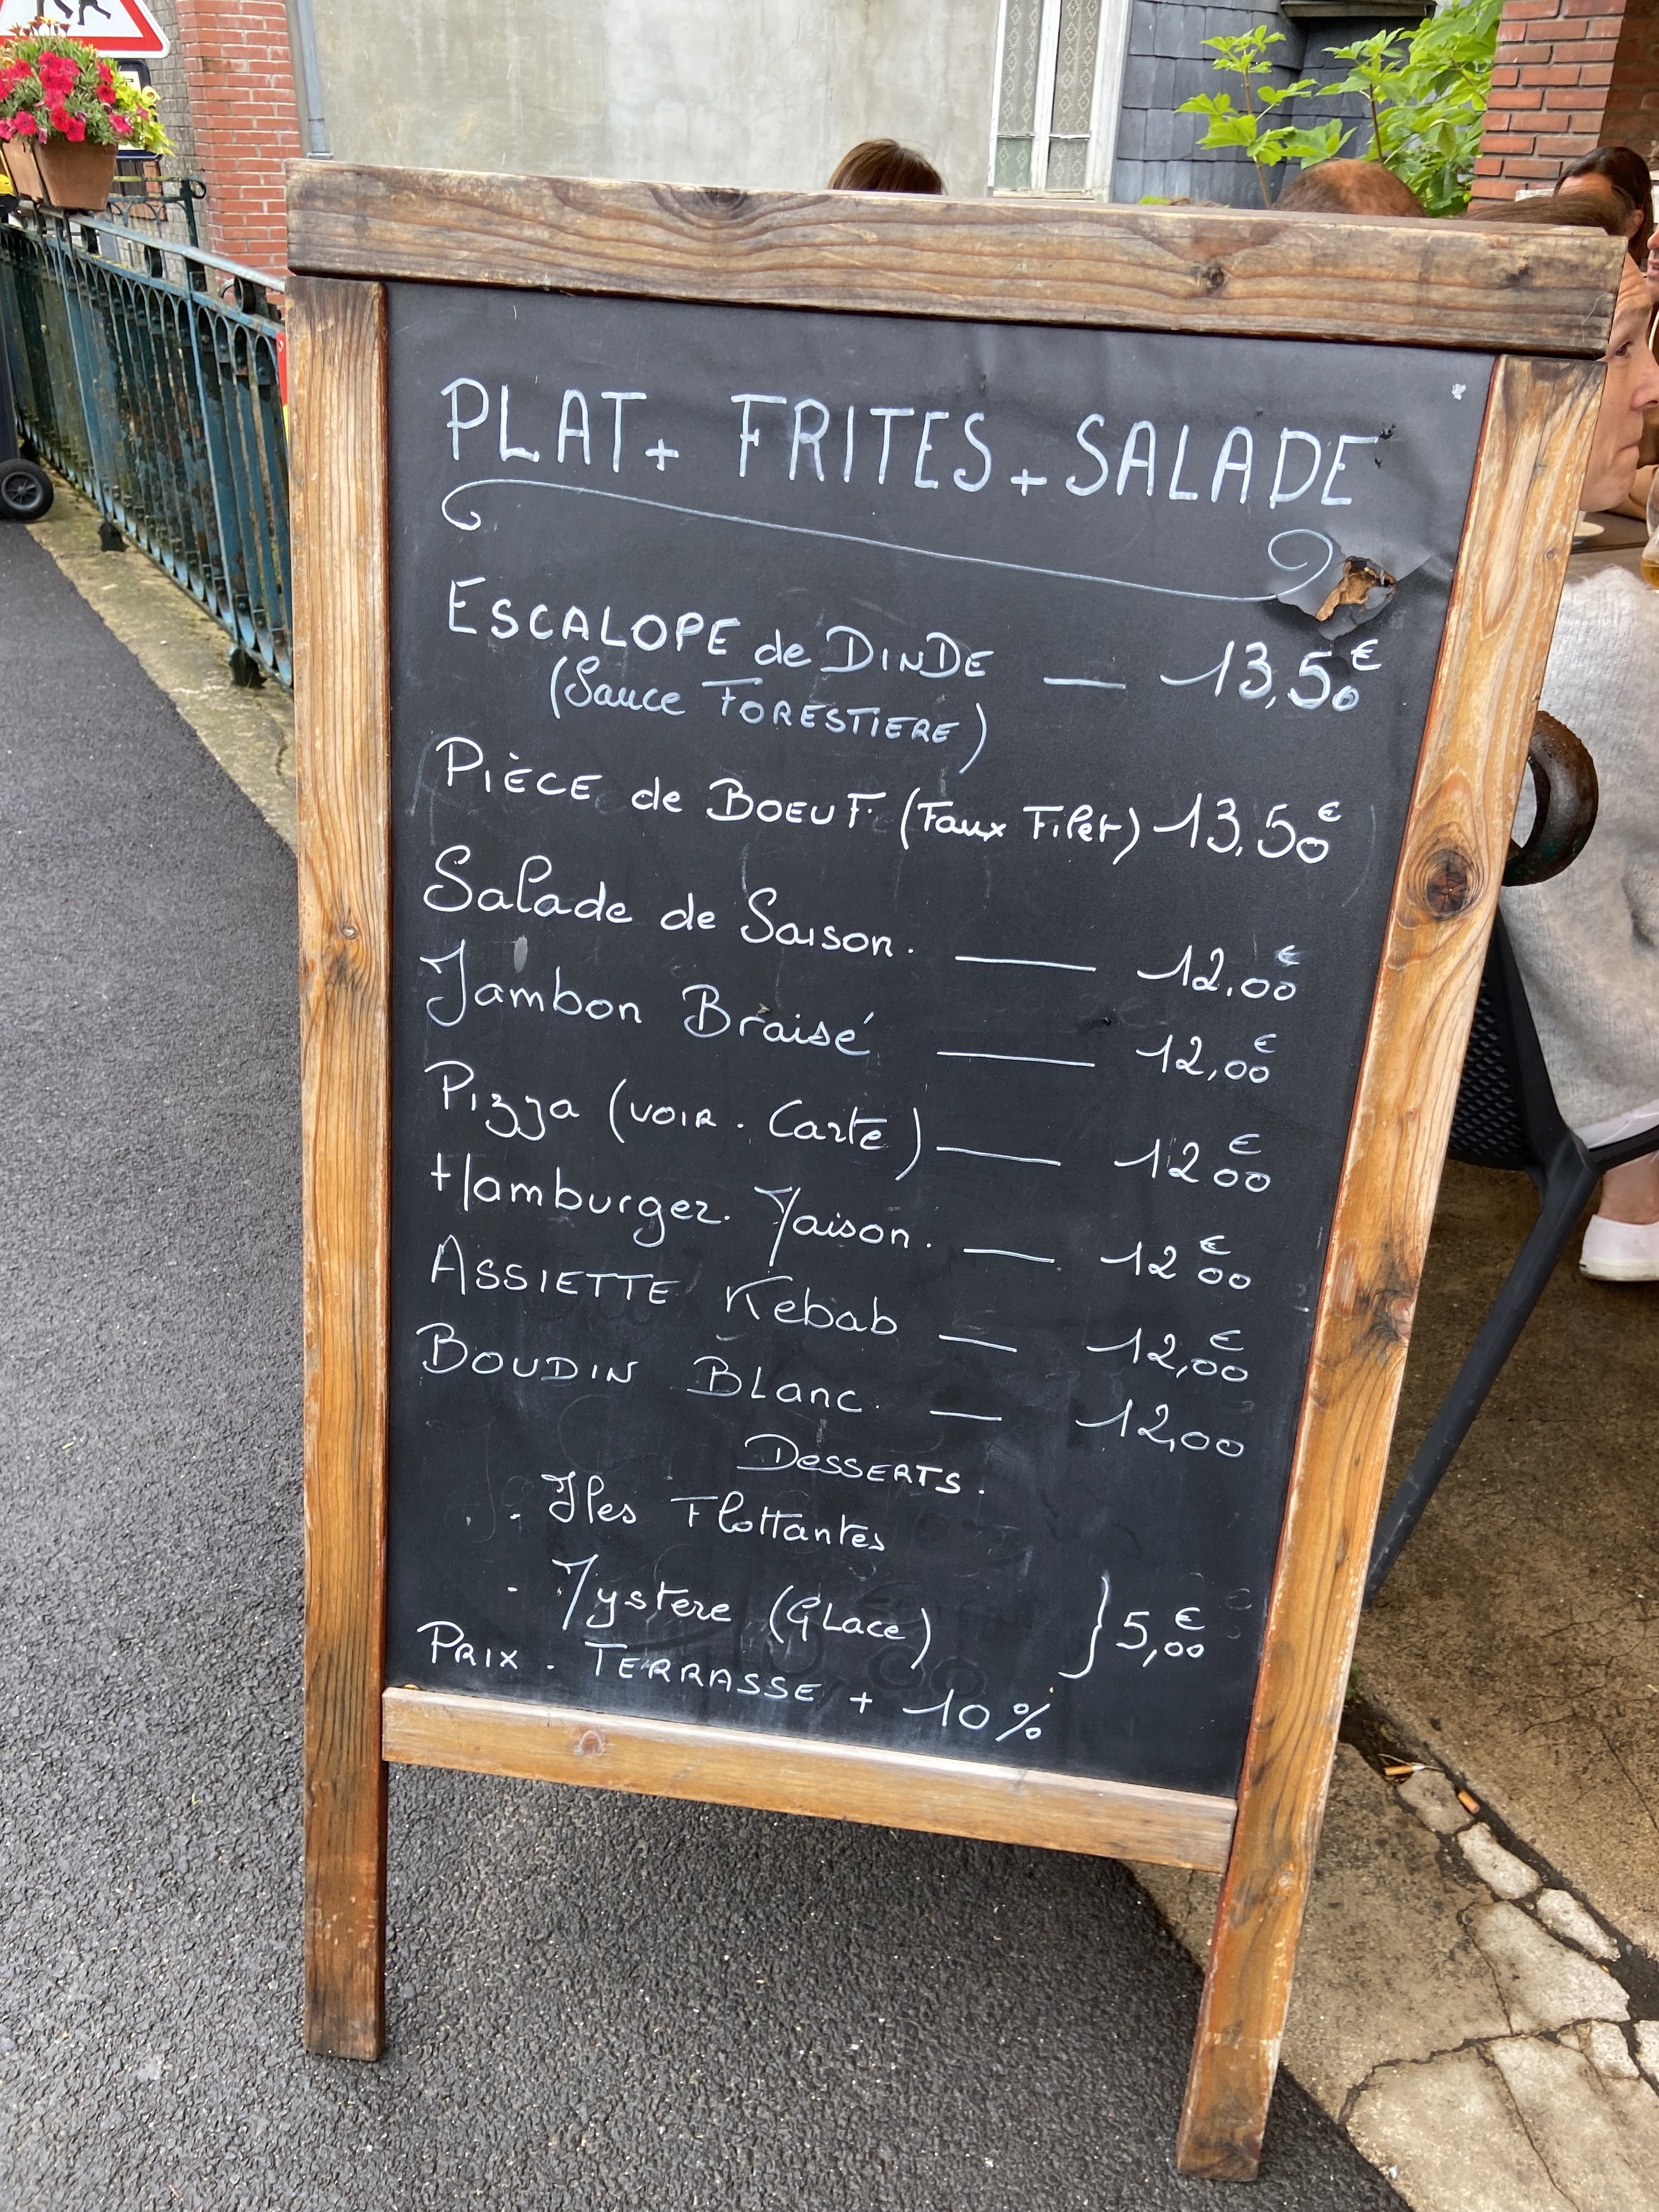 PLAT + FRITES + SALADE
ESCALOPE de DINDE — 13,50€
(Sauce FORESTIERE)
PIÈCE de BOEUF. (Faux Filet) 13,50€
Salade de Saison. — 12,00€
Jambon Braisé — 12,00€
Pizza (VOIR. Carte) — 12€00
Hamburger. Maison. — 12€00
ASSIETTE Kebab — 12,00€
BOUDIN BLanc. — 12,00
DESSERTS.
. Iles Flottantes
- Mystere (GLace) } 5,00€
PRIX. TERRASSE + 10%